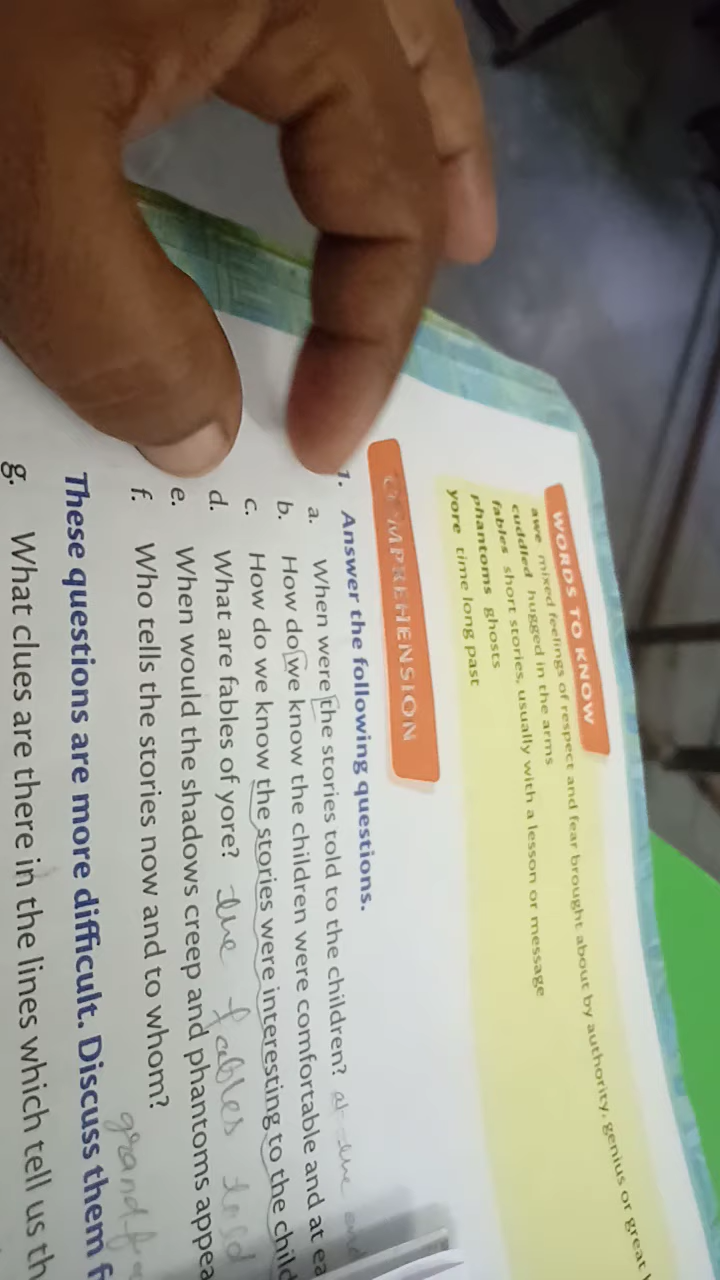 WORDS TO KNOW
awe mixed feelings of respect and fear brought about by authority, genius or great
cuddled hugged in the arms
fables short stories, usually with a lesson or message
phantoms ghosts
yore time long past
COMPREHENSION
1. Answer the following questions.
a. When were the stories told to the children? at the end
b. How do we know the children were comfortable and at ea
c. How do we know the stories were interesting to the child
d. What are fables of yore? the fables
e. When would the shadows creep and phantoms appea
f. Who tells the stories now and to whom?
These questions are more difficult. Discuss them f
g. What clues are there in the lines which tell us th